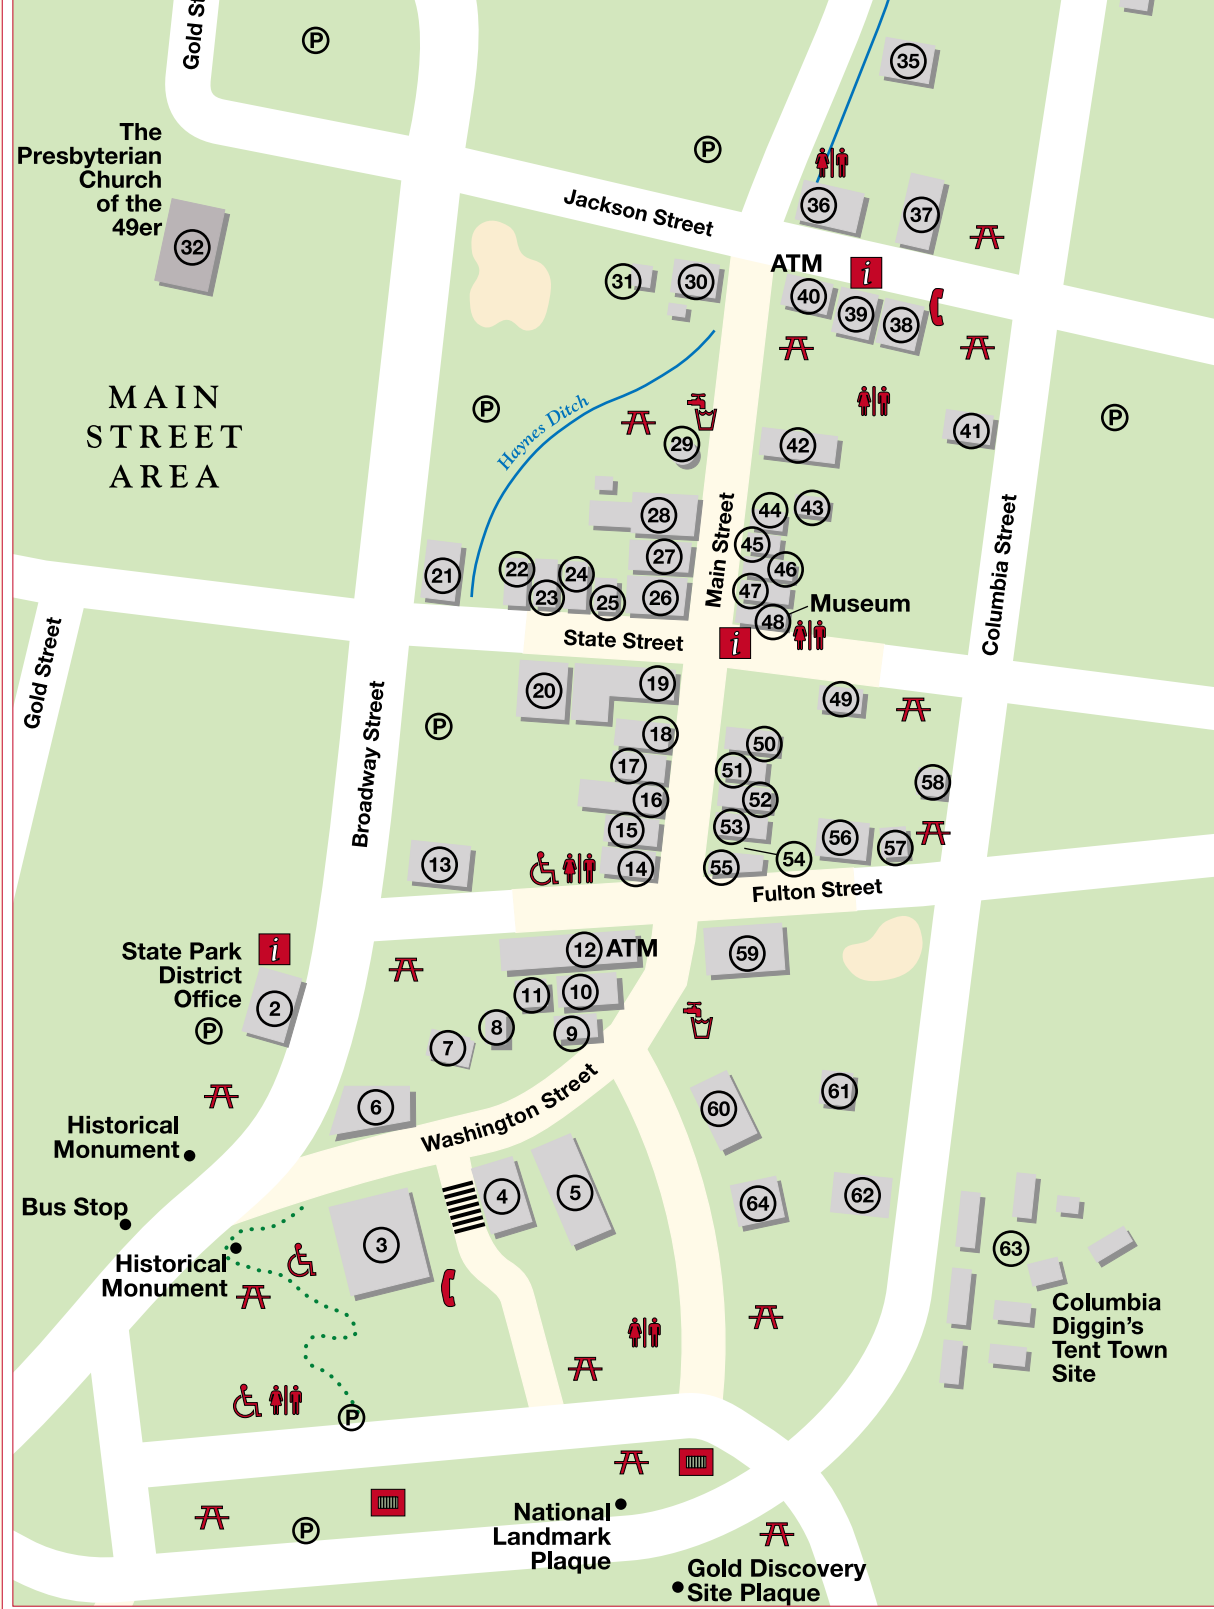 Gold St
P
35
The
Presbyterian
Church
of the
49er
32
P
Jackson Street
36
37
ATM
i
31
30
40
39
38
MAIN
STREET
AREA
P
Haynes Ditch
29
42
41
P
28
44
43
Main Street
45
27
46
21
22
24
23
25
26
47
48
Museum
Columbia Street
State Street
i
Gold Street
20
19
49
Broadway Street
P
18
50
17
51
58
16
52
15
53
56
57
13
14
55
54
Fulton Street
State Park
District
Office
i
2
P
12
ATM
59
11
10
8
9
7
6
Washington Street
60
61
Historical
Monument
Bus Stop
4
5
64
62
3
63
Historical
Monument
Columbia
Diggin's
Tent Town
Site
P
National
Landmark
Plaque
P
Gold Discovery
Site Plaque